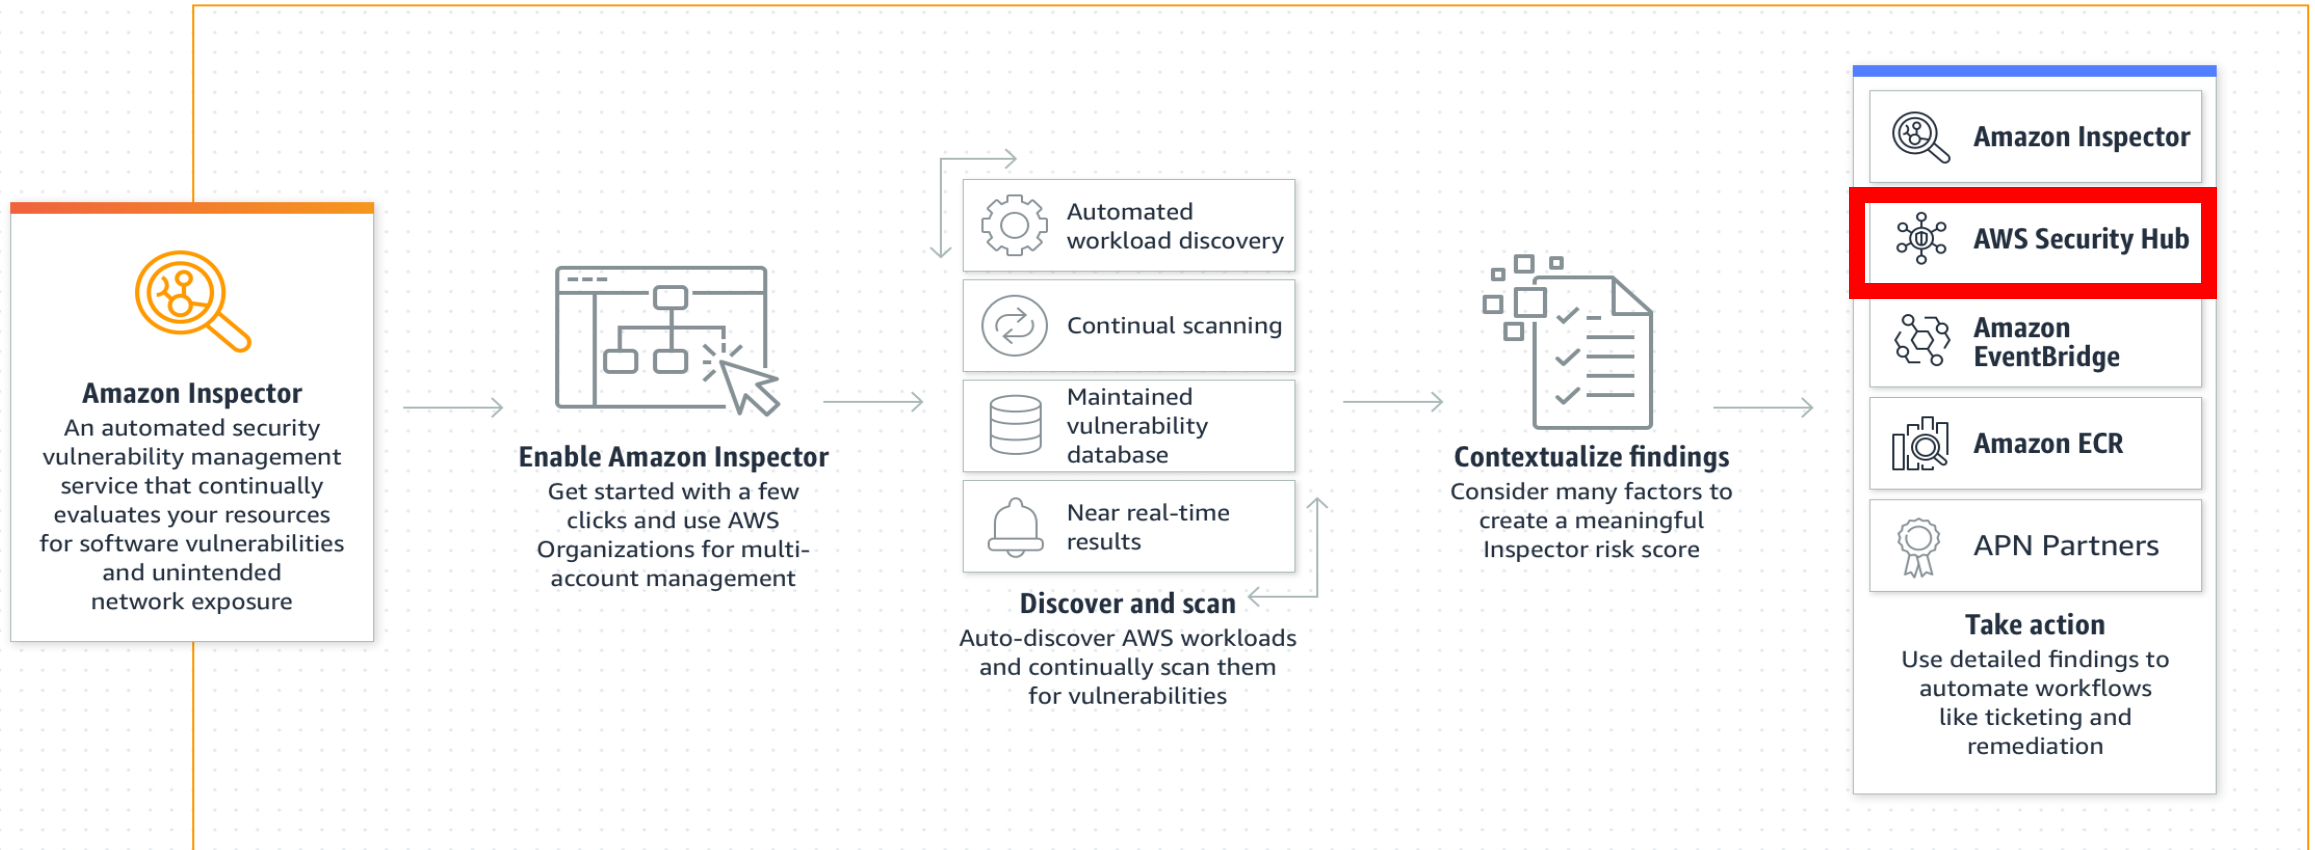 Amazon Inspector
An automated security
vulnerability management
service that continually
evaluates your resources
for software vulnerabilities
and unintended
network exposure
Enable Amazon Inspector
Get started with a few
clicks and use AWS
Organizations for multi-
account management
Automated
workload discovery
Continual scanning
Maintained
vulnerability
database
Near real-time
results
Discover and scan
Auto-discover AWS workloads
and continually scan them
for vulnerabilities
Contextualize findings
Consider many factors to
create a meaningful
Inspector risk score
Amazon Inspector
AWS Security Hub
Amazon
EventBridge
Amazon ECR
APN Partners
Take action
Use detailed findings to
automate workflows
like ticketing and
remediation